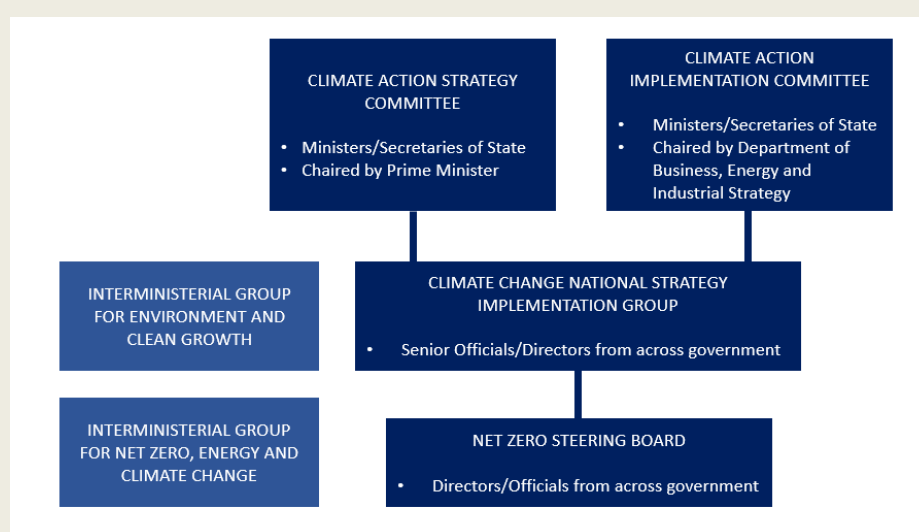 CLIMATE ACTION STRATEGY
COMMITTEE
• Ministers/Secretaries of State
• Chaired by Prime Minister
CLIMATE ACTION
IMPLEMENTATION COMMITTEE
• Ministers/Secretaries of State
• Chaired by Department of
Business, Energy and
Industrial Strategy
INTERMINISTERIAL GROUP
FOR ENVIRONMENT AND
CLEAN GROWTH
CLIMATE CHANGE NATIONAL STRATEGY
IMPLEMENTATION GROUP
• Senior Officials/Directors from across government
INTERMINISTERIAL GROUP
FOR NET ZERO, ENERGY AND
CLIMATE CHANGE
NET ZERO STEERING BOARD
• Directors/Officials from across government